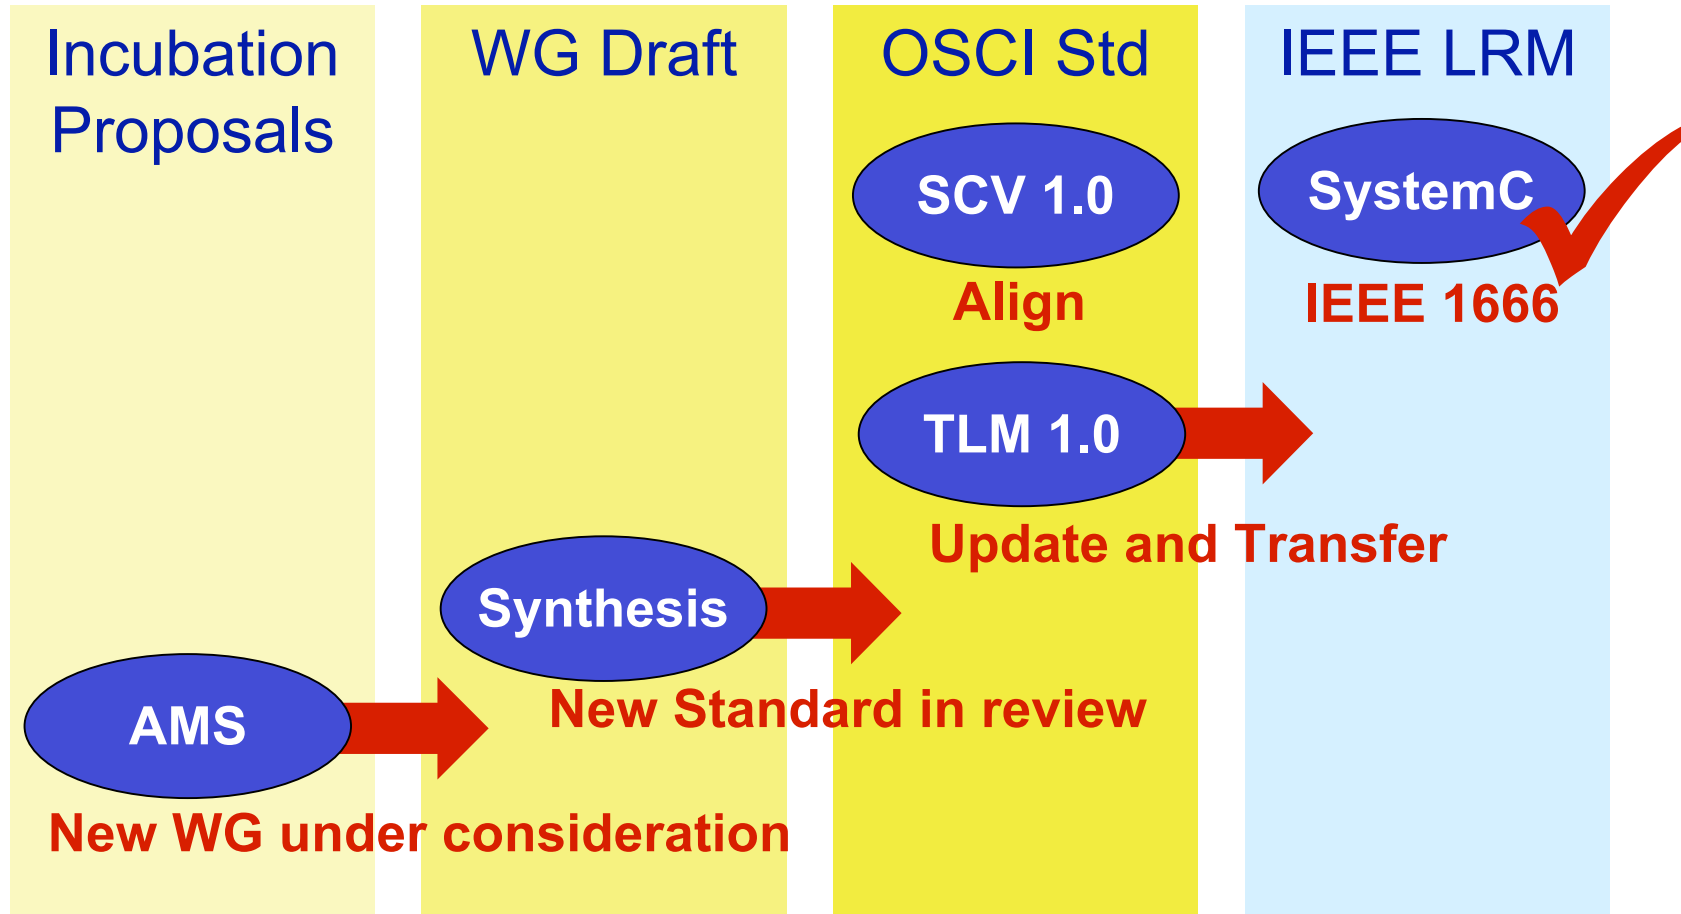 Incubation
Proposals
WG Draft
OSCI Std
IEEE LRM
SCV 1.0
SystemC
Align
IEEE 1666
TLM 1.0
Update and Transfer
Synthesis
New Standard in review
AMS
New WG under consideration